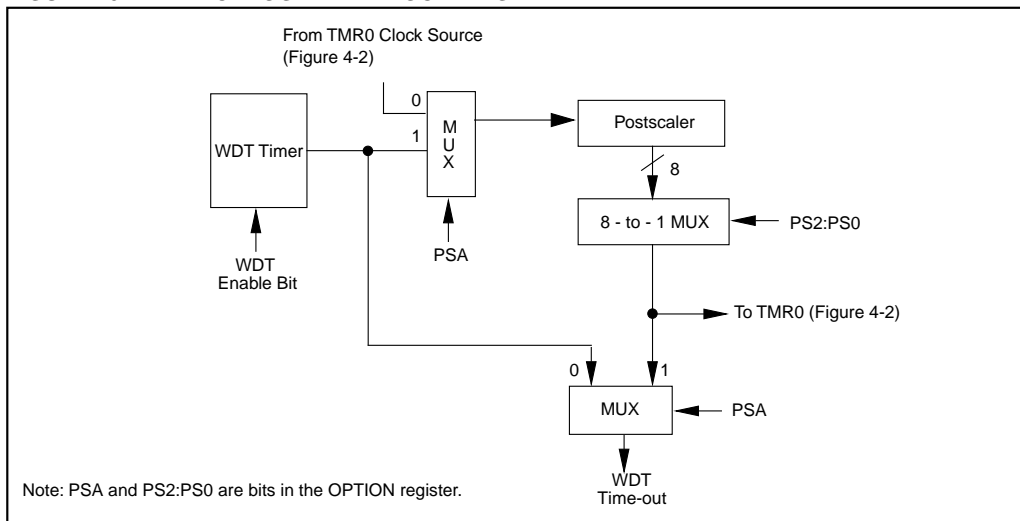 From TMR0 Clock Source
(Figure 4-2)
0
1
M
U
X
WDT Timer
Postscaler
8
8 - to - 1 MUX
PS2:PS0
PSA
WDT
Enable Bit
To TMR0 (Figure 4-2)
0
1
MUX
PSA
WDT
Time-out
Note: PSA and PS2:PS0 are bits in the OPTION register.